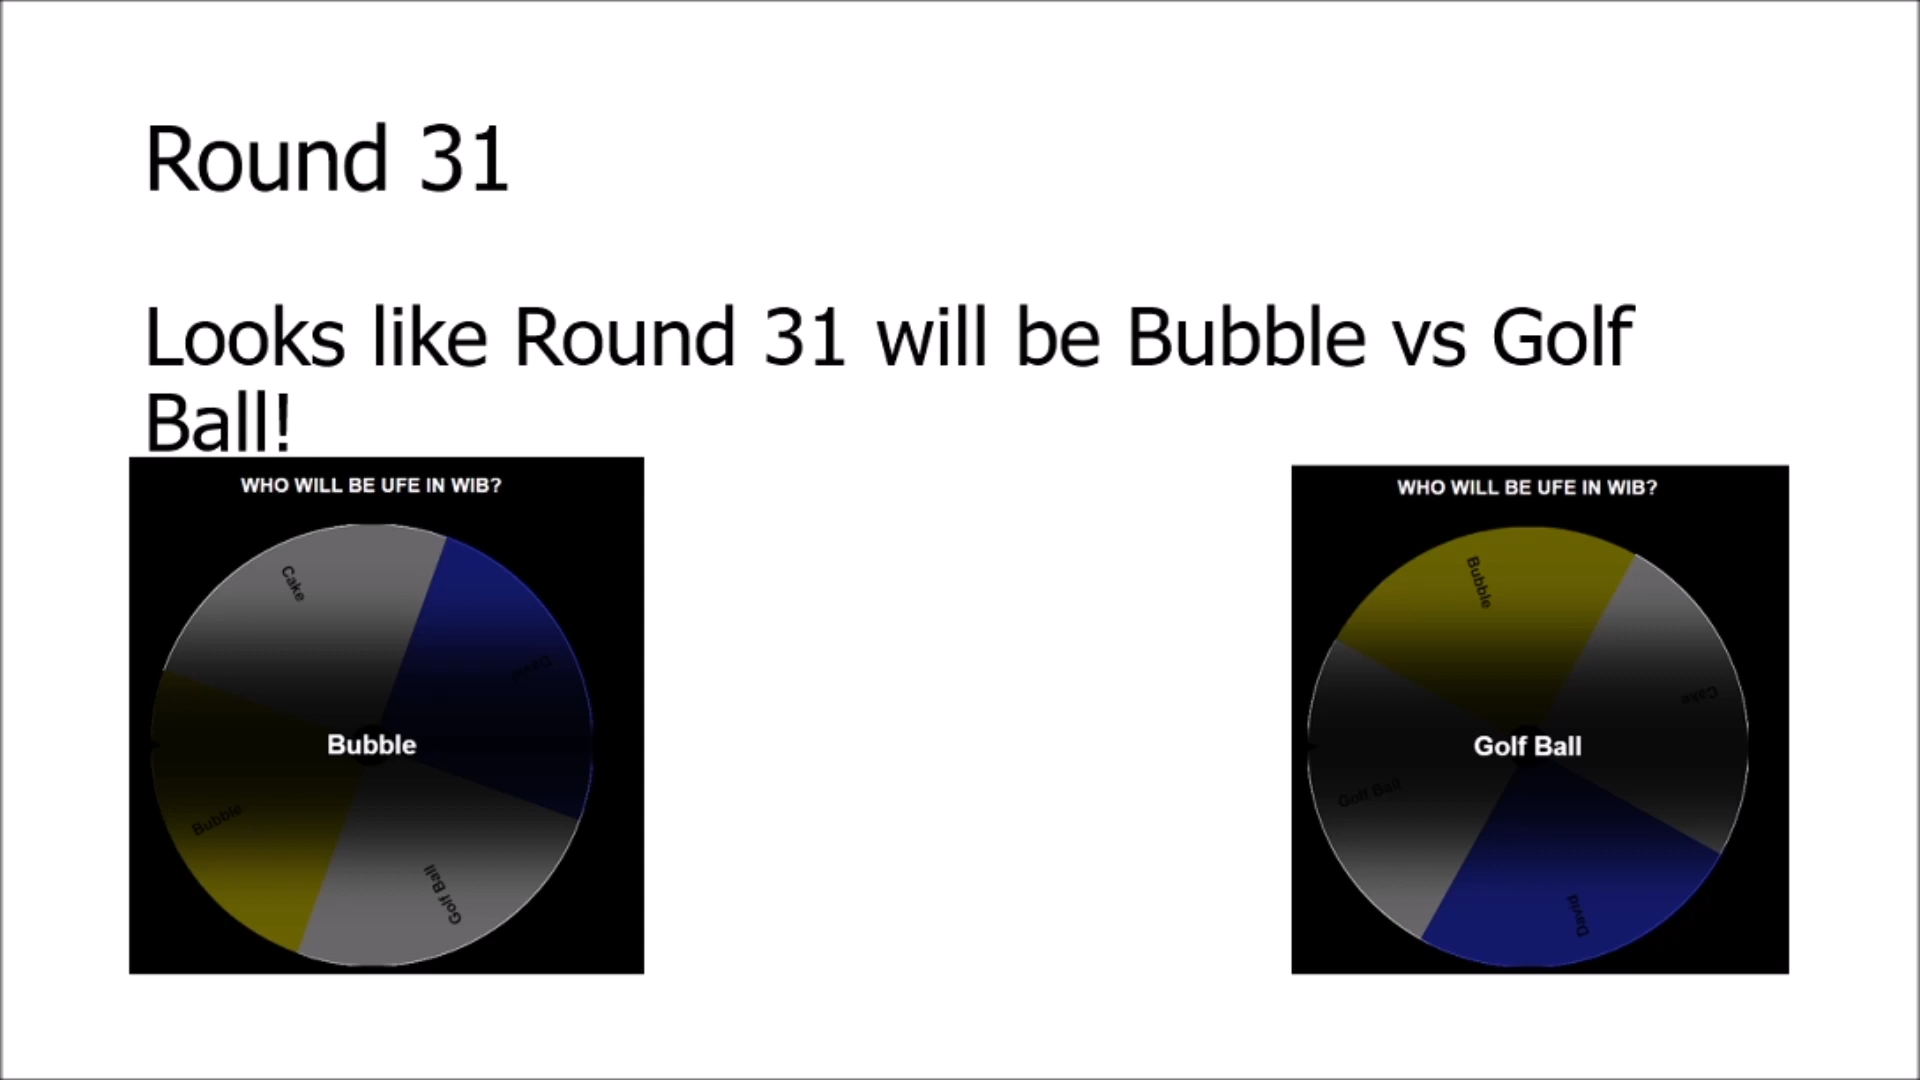 Round 31
Looks like Round 31 will be Bubble vs Golf
Ball!
WHO WILL BE UFE IN WIB?
Cake
David
Bubble
Bubble
Golf Ball
WHO WILL BE UFE IN WIB?
Bubble
Cake
Golf Ball
Golf Ball
David